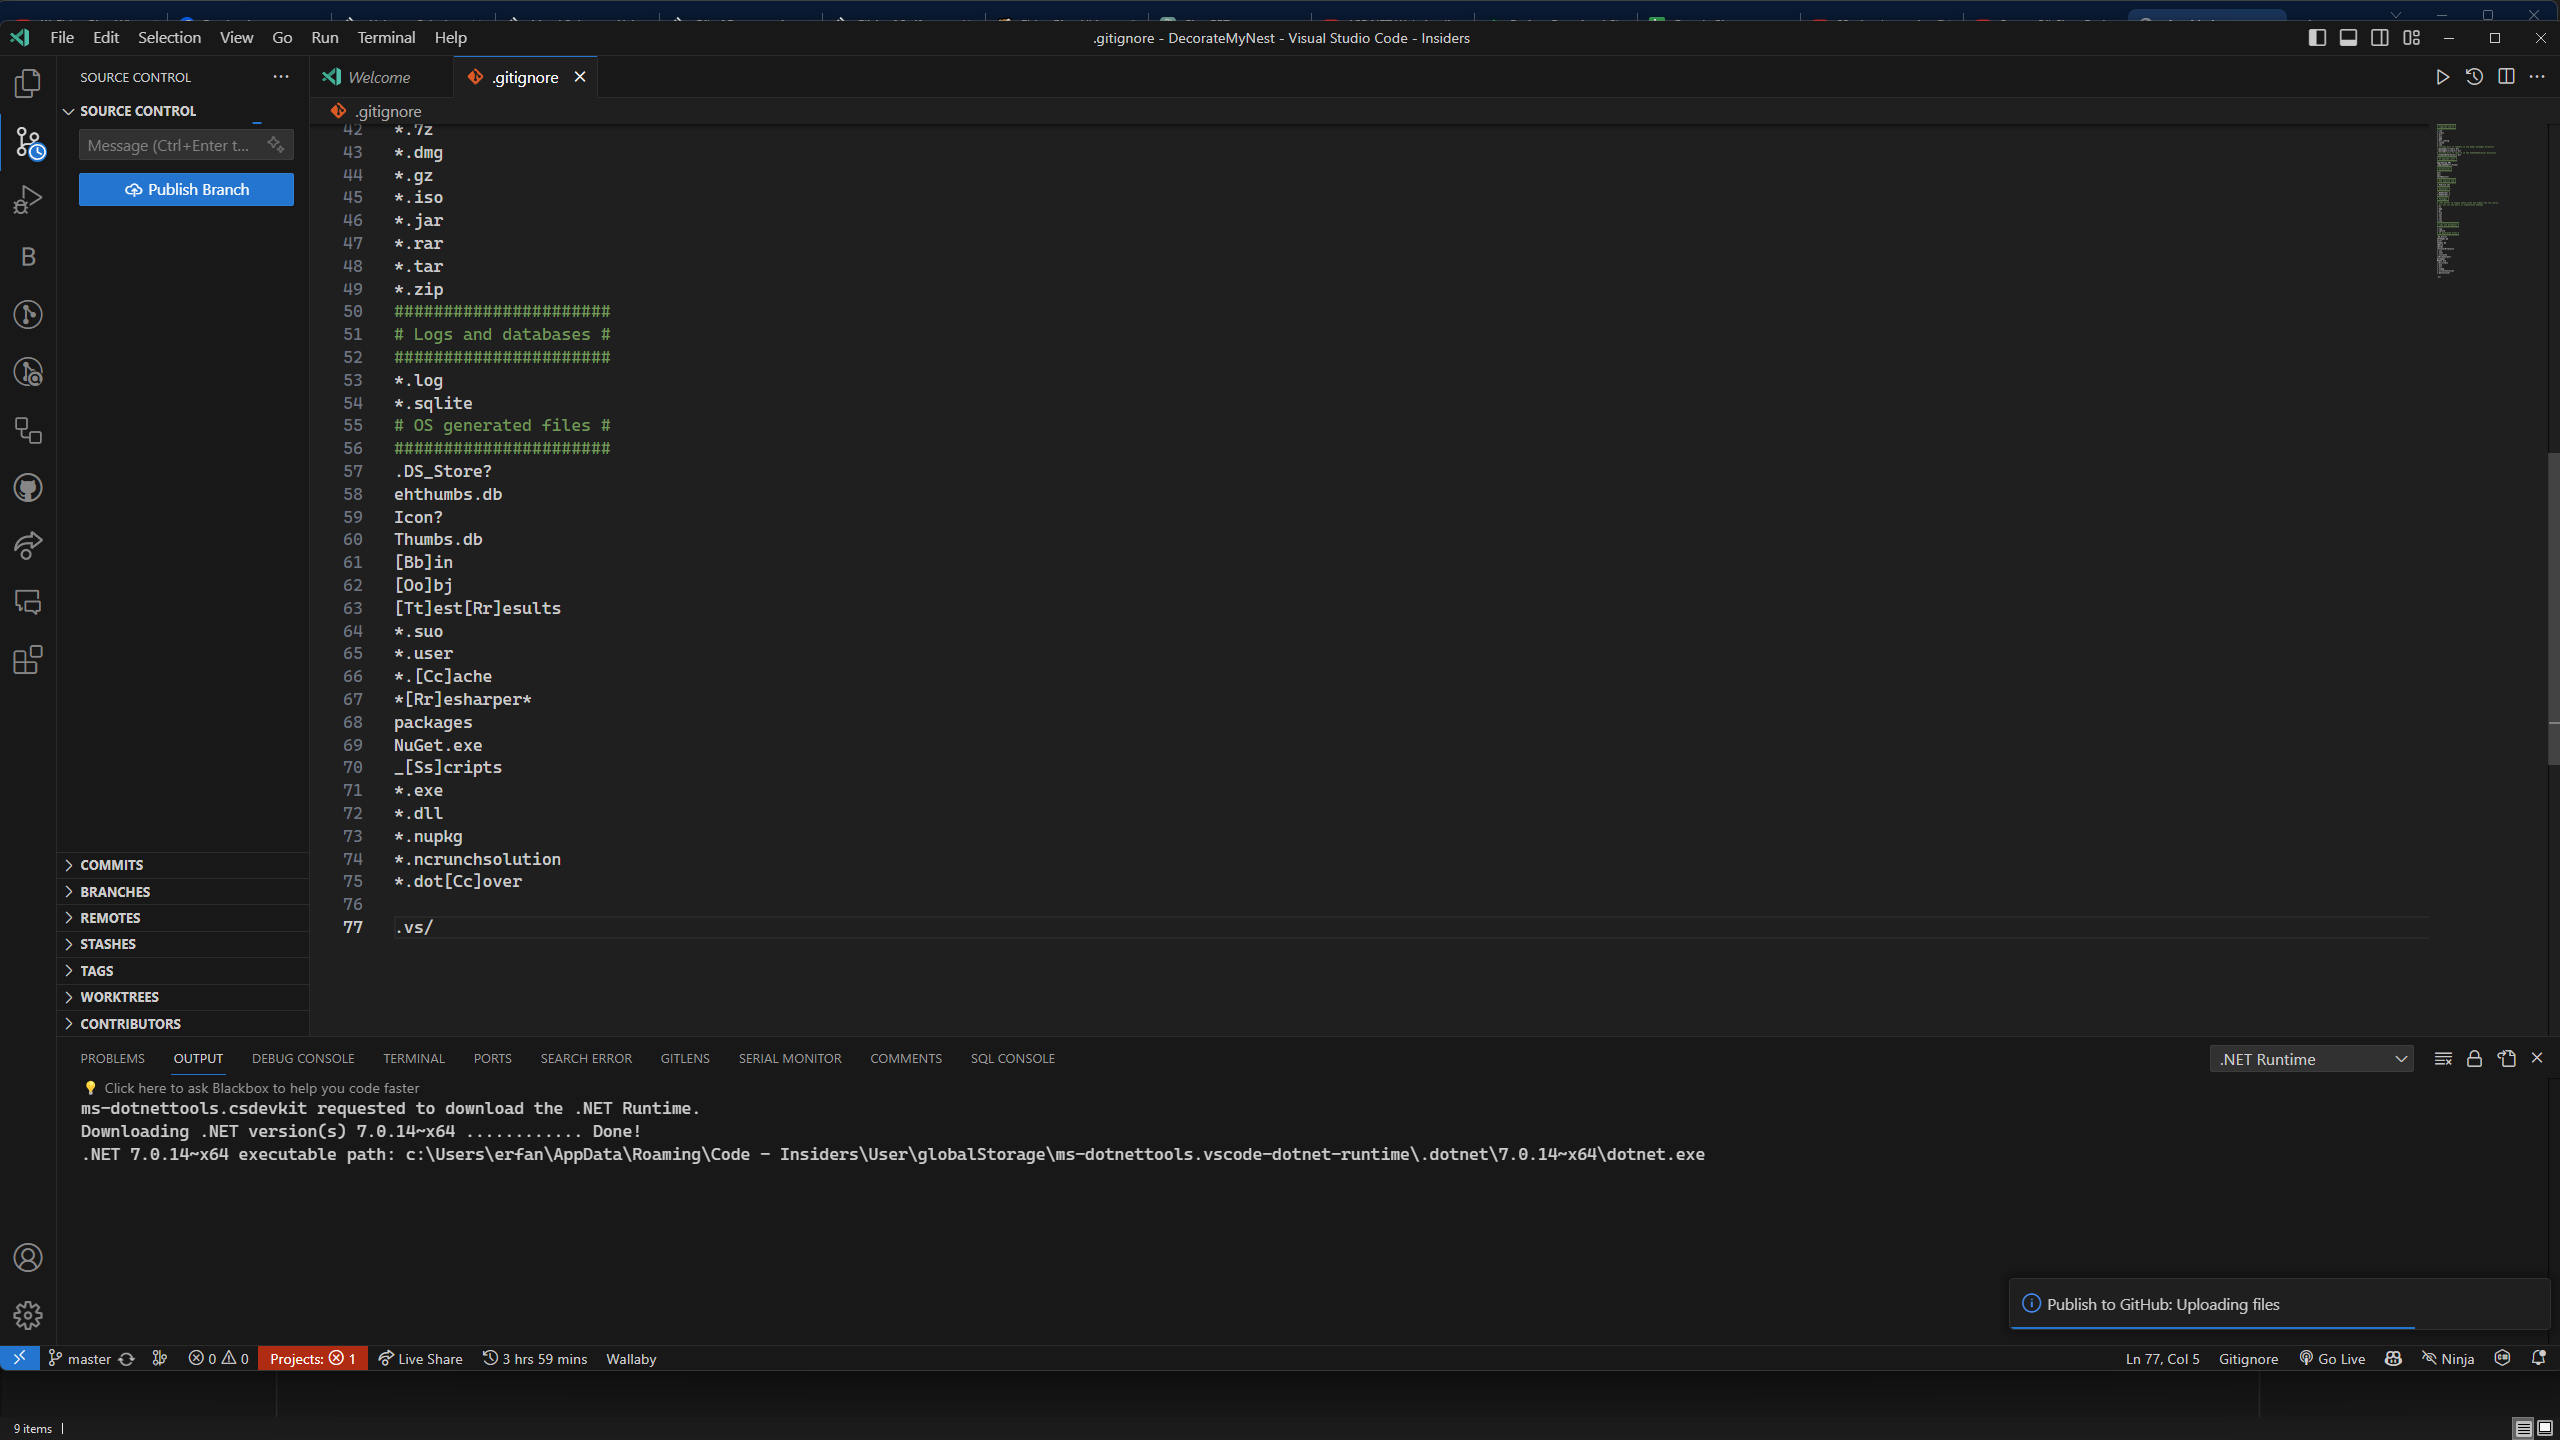 File Edit Selection View Go Run Terminal Help
.gitignore - DecorateMyNest - Visual Studio Code - Insiders
SOURCE CONTROL
Welcome
.gitignore
SOURCE CONTROL
.gitignore
Message (Ctrl+Enter t...
Publish Branch
B
42 *.7z
43 *.dmg
44 *.gz
45 *.iso
46 *.jar
47 *.rar
48 *.tar
49 *.zip
50 ######################
51 # Logs and databases #
52 ######################
53 *.log
54 *.sqlite
55 # OS generated files #
56 ######################
57 .DS_Store?
58 ehthumbs.db
59 Icon?
60 Thumbs.db
61 [Bb]in
62 [Oo]bj
63 [Tt]est[Rr]esults
64 *.suo
65 *.user
66 *.[Cc]ache
67 *[Rr]esharper*
68 packages
69 NuGet.exe
70 _[Ss]cripts
71 *.exe
72 *.dll
73 *.nupkg
74 *.ncrunchsolution
75 *.dot[Cc]over
76
77 .vs/
COMMITS
BRANCHES
REMOTES
STASHES
TAGS
WORKTREES
CONTRIBUTORS
PROBLEMS OUTPUT DEBUG CONSOLE TERMINAL PORTS SEARCH ERROR GITLENS SERIAL MONITOR COMMENTS SQL CONSOLE
.NET Runtime
Click here to ask Blackbox to help you code faster
ms-dotnettools.csdevkit requested to download the .NET Runtime.
Downloading .NET version(s) 7.0.14~x64 ............ Done!
.NET 7.0.14~x64 executable path: c:\Users\erfan\AppData\Roaming\Code - Insiders\User\globalStorage\ms-dotnettools.vscode-dotnet-runtime\.dotnet\7.0.14~x64\dotnet.exe
Publish to GitHub: Uploading files
master 0 0 Projects: 1 Live Share 3 hrs 59 mins Wallaby
Ln 77, Col 5 Gitignore Go Live Ninja
9 items